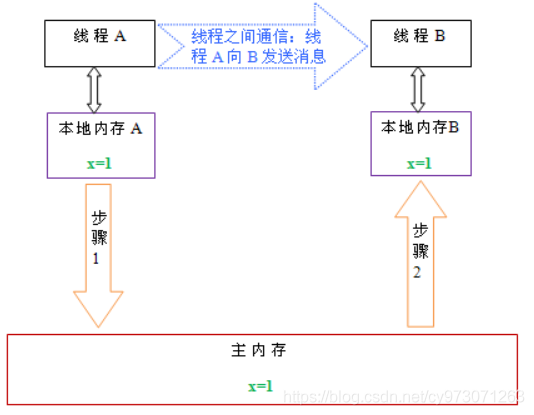 线程 A
线程之间通信：线
程 A 向 B 发送消息
线程 B
本地内存 A
x=1
本地内存B
x=1
步
骤
1
步
骤
2
主内存
x=1
https://blog.csdn.net/cy973071263